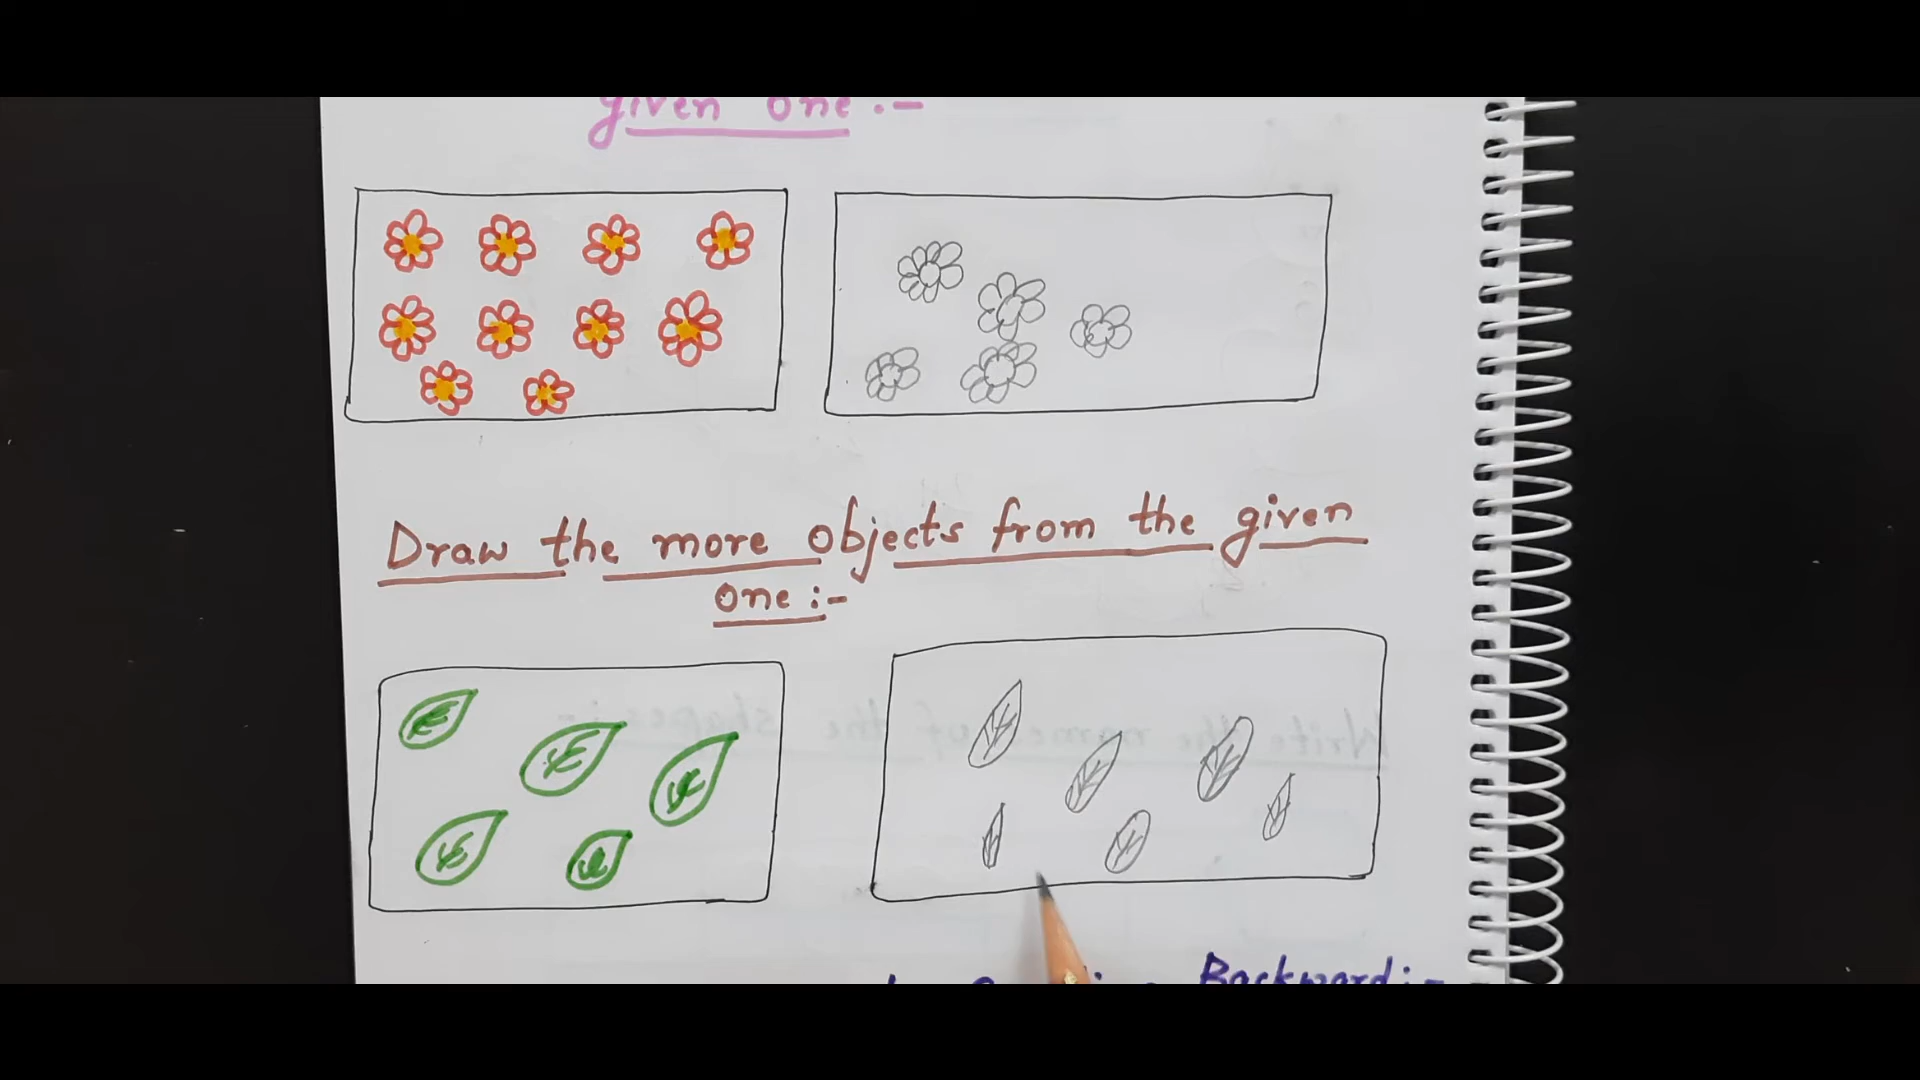 given one :-
Draw the more objects from the given
one :-
Backward :-